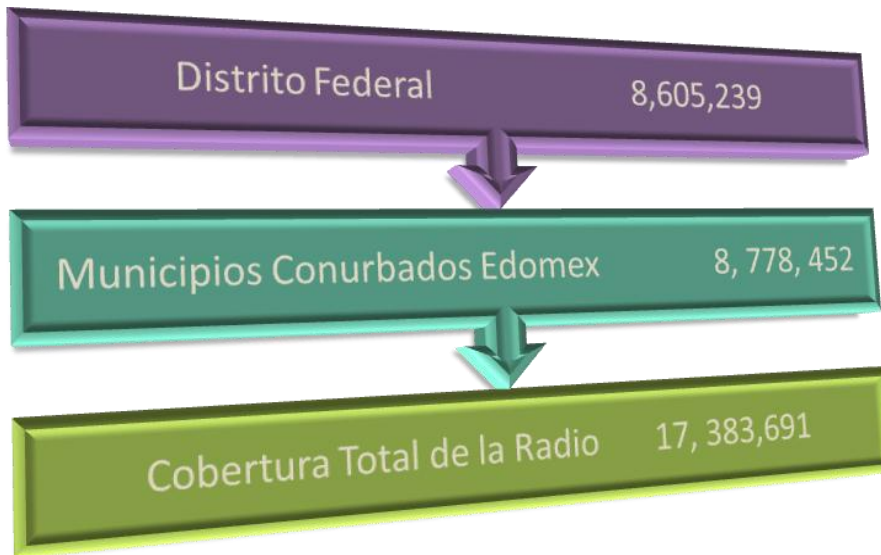 Distrito Federal 8,605,239
Municipios Conurbados Edomex 8, 778, 452
Cobertura Total de la Radio 17, 383,691